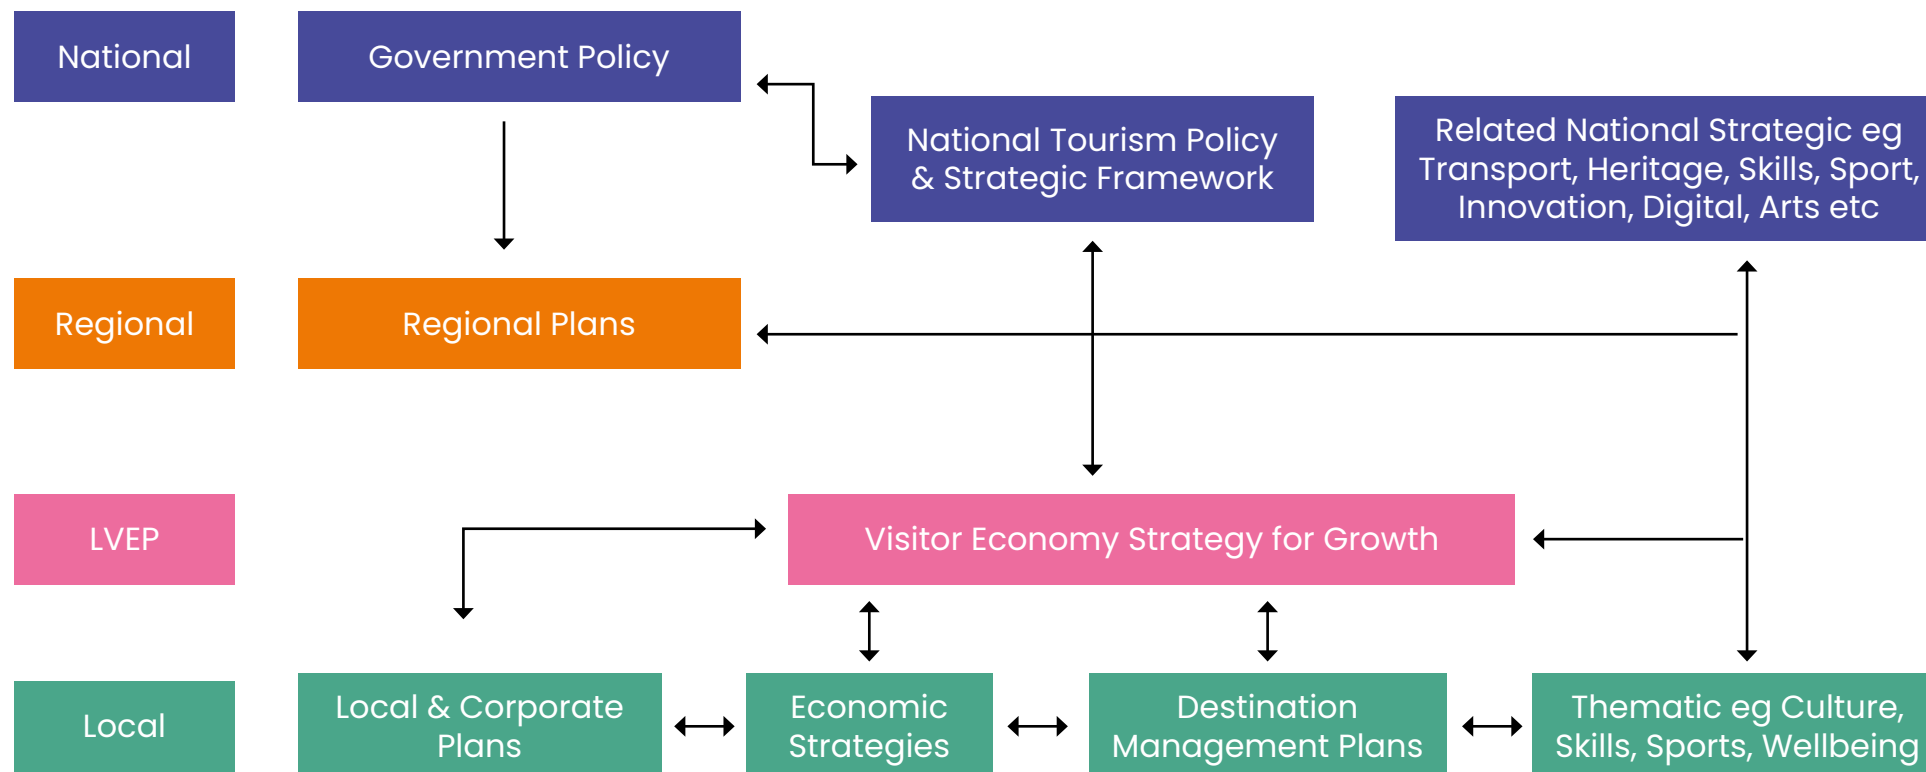 National
Government Policy
National Tourism Policy
& Strategic Framework
Related National Strategic eg
Transport, Heritage, Skills, Sport,
Innovation, Digital, Arts etc
Regional
Regional Plans
LVEP
Visitor Economy Strategy for Growth
Local
Local & Corporate
Plans
Economic
Strategies
Destination
Management Plans
Thematic eg Culture,
Skills, Sports, Wellbeing